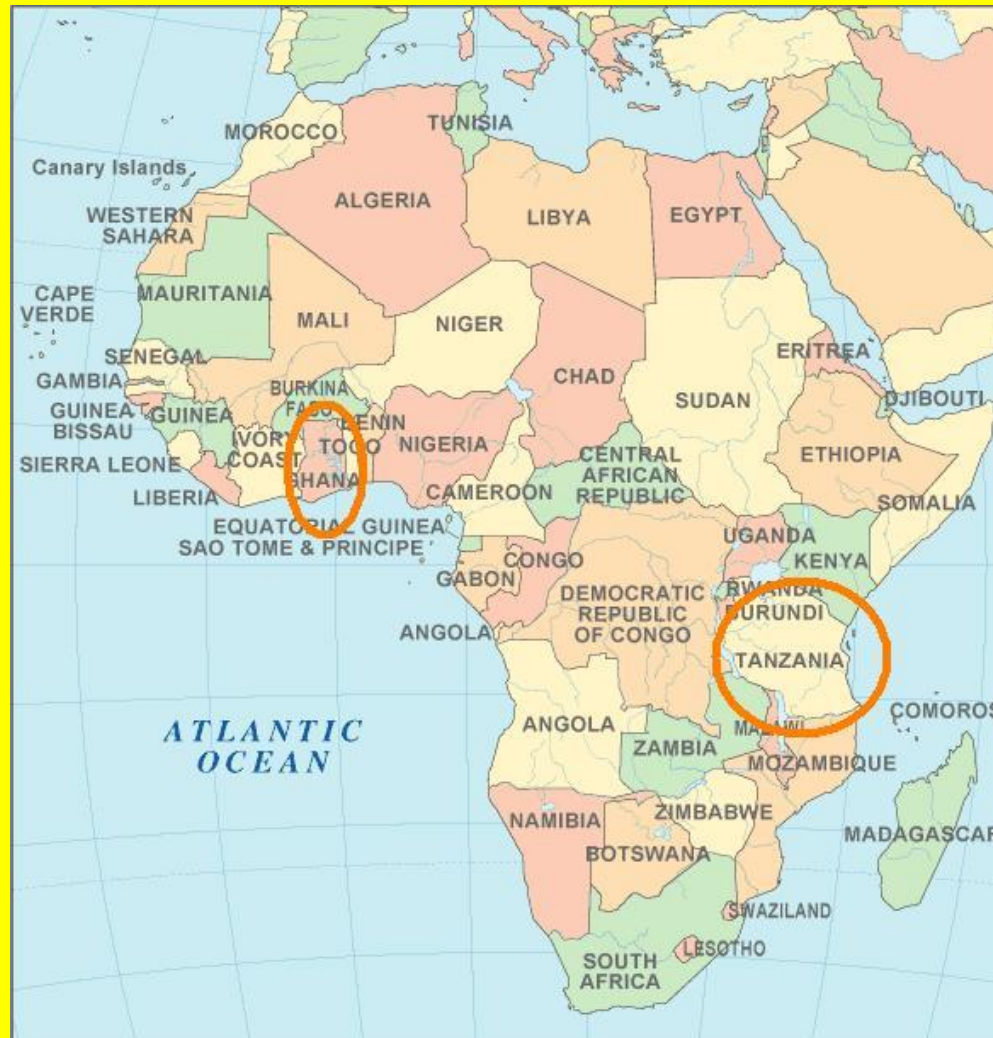 MOROCCO
TUNISIA
Canary Islands
ALGERIA
LIBYA
EGYPT
WESTERN
SAHARA
MAURITANIA
CAPE
VERDE
MALI
NIGER
CHAD
SUDAN
ERITREA
SENEGAL
GAMBIA
GUINEA
BISSAU
GUINEA
BURKINA
FASO
BENIN
DJIBOUTI
SIERRA LEONE
IVORY
COAST
TOGO
NIGERIA
CENTRAL
AFRICAN
REPUBLIC
ETHIOPIA
LIBERIA
GHANA
CAMEROON
SOMALIA
EQUATORIAL GUINEA
SAO TOME & PRINCIPE
UGANDA
KENYA
GABON
CONGO
DEMOCRATIC
REPUBLIC
OF CONGO
RWANDA
BURUNDI
ANGOLA
TANZANIA
ATLANTIC
OCEAN
ANGOLA
ZAMBIA
MALAWI
COMOROS
MOZAMBIQUE
NAMIBIA
ZIMBABWE
BOTSWANA
MADAGASCAR
SWAZILAND
LESOTHO
SOUTH
AFRICA